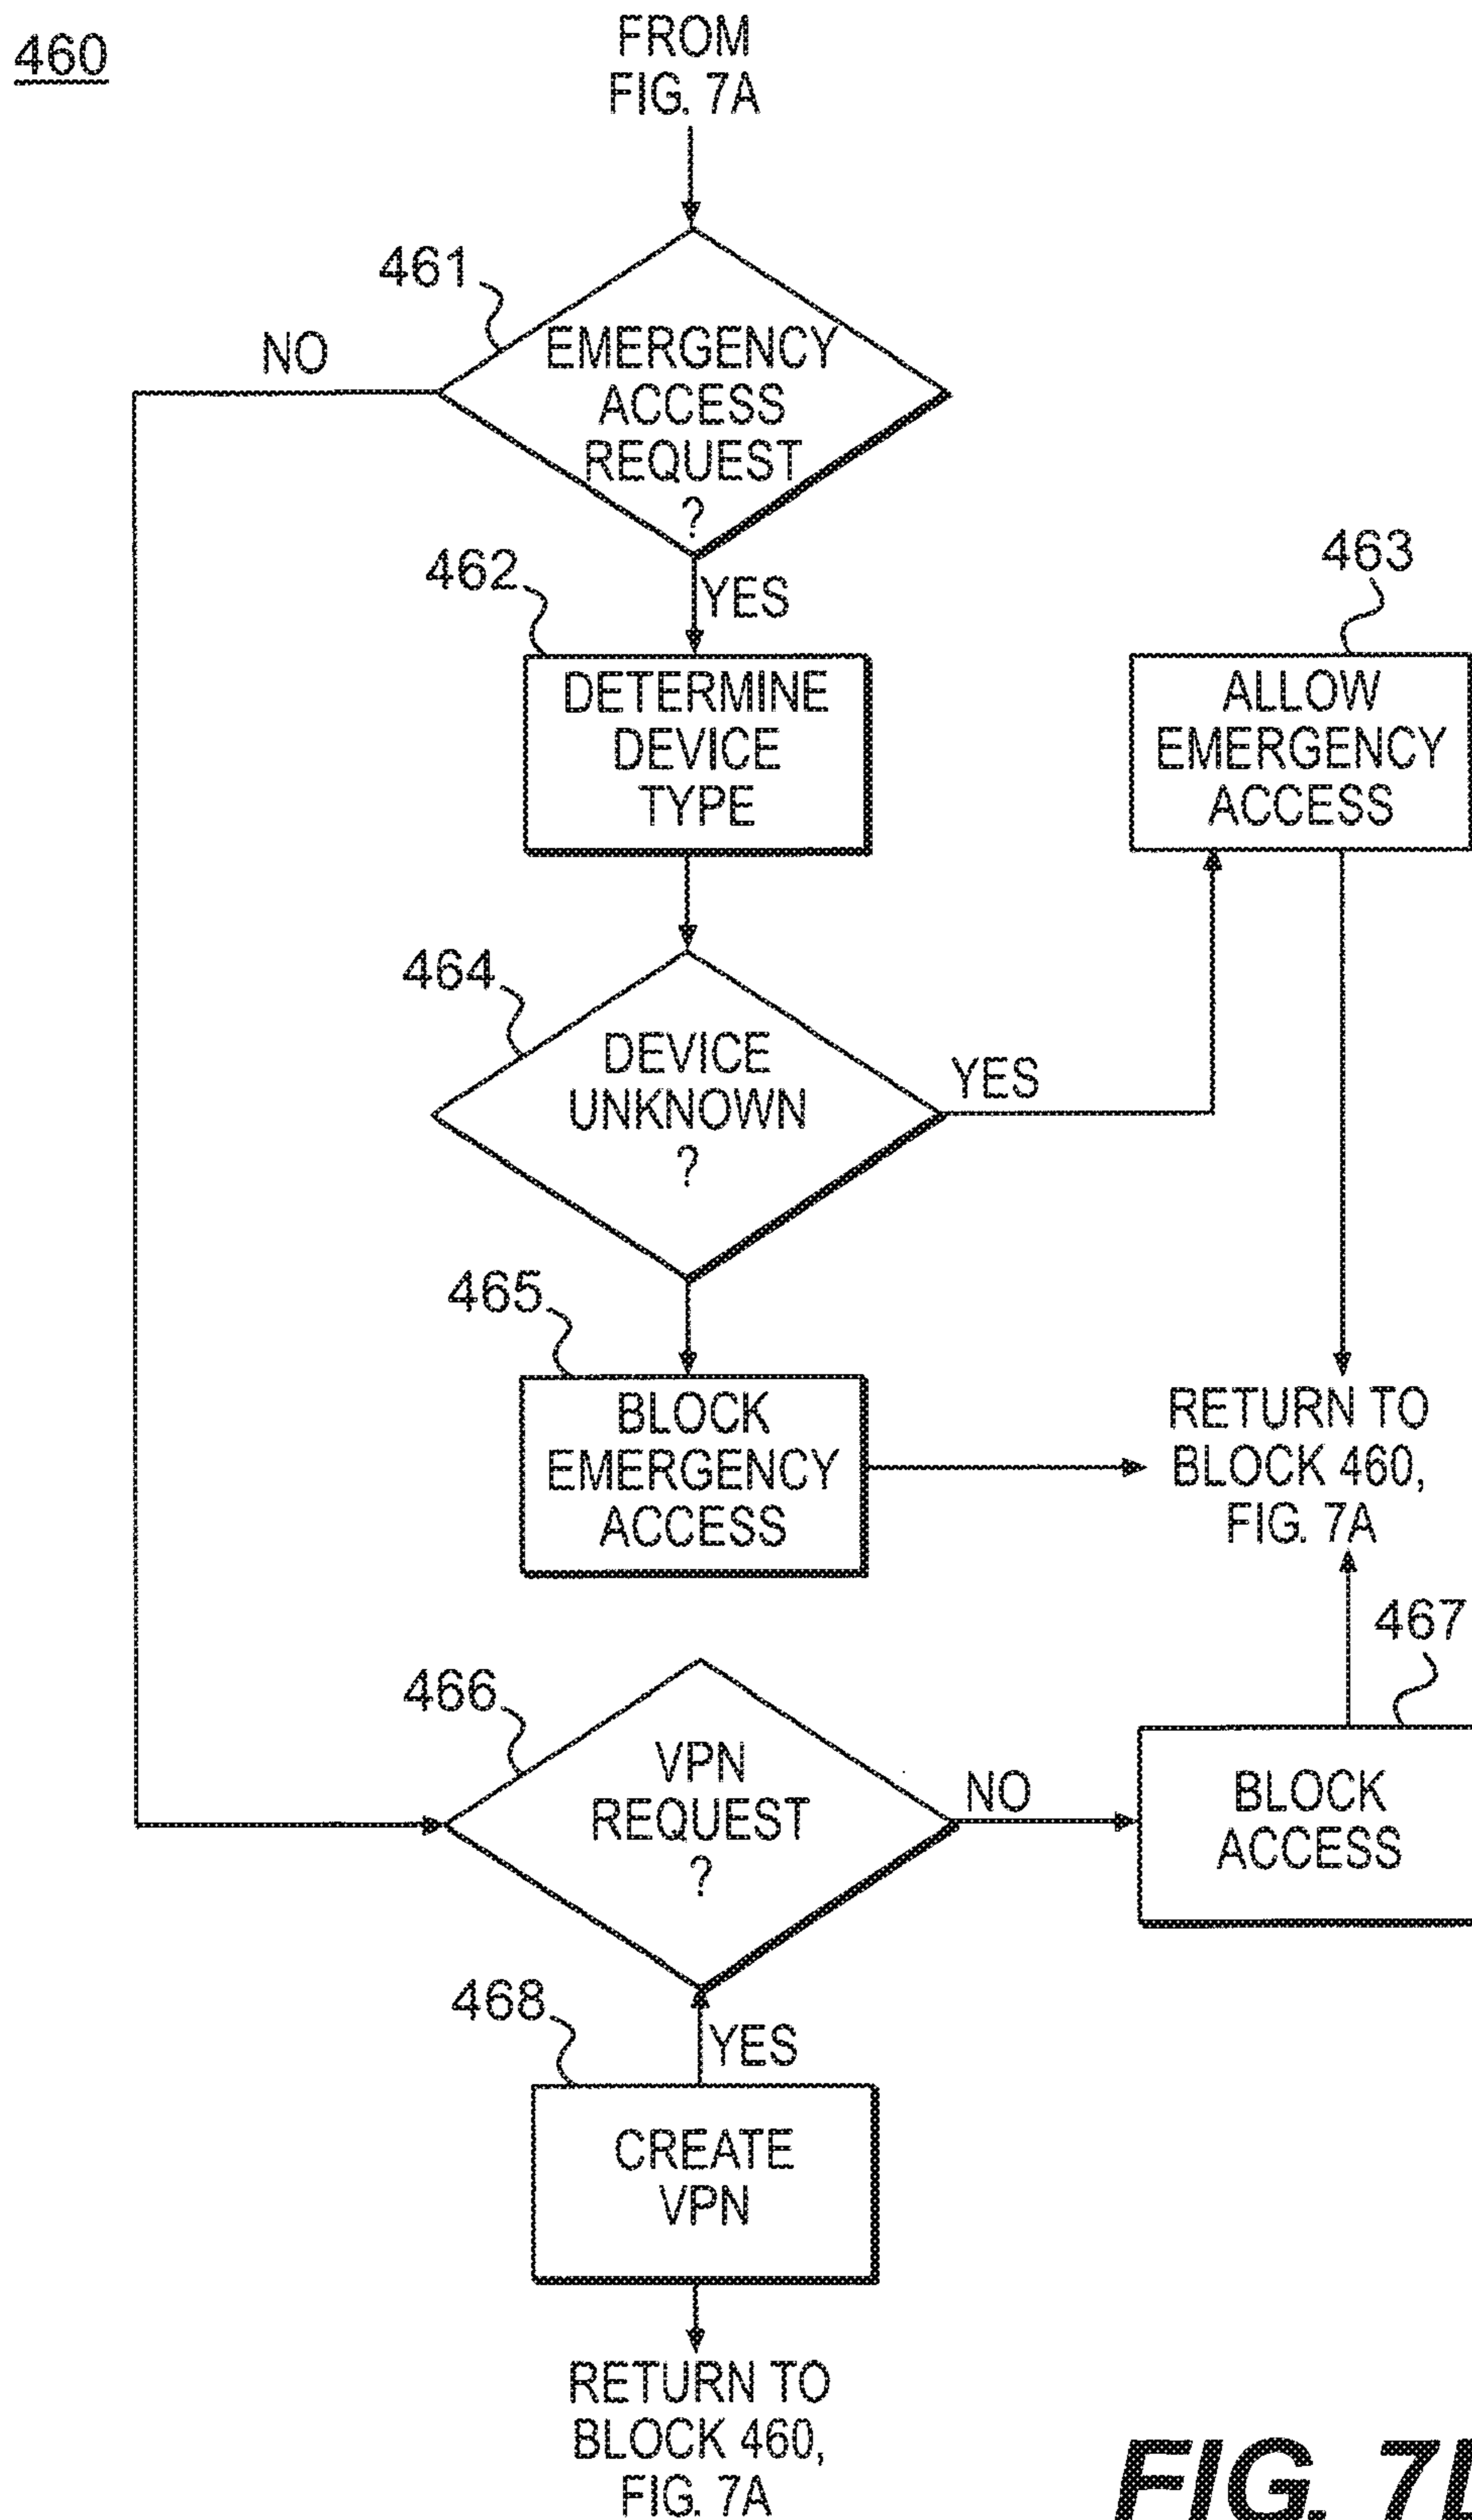 460
FROM
FIG. 7A
461
NO
EMERGENCY
ACCESS
REQUEST
?
462
YES
463
DETERMINE
DEVICE
TYPE
ALLOW
EMERGENCY
ACCESS
464
DEVICE
UNKNOWN
?
YES
465
BLOCK
EMERGENCY
ACCESS
RETURN TO
BLOCK 460,
FIG. 7A
467
466
VPN
REQUEST
?
NO
BLOCK
ACCESS
468
YES
CREATE
VPN
RETURN TO
BLOCK 460,
FIG. 7A
FIG.